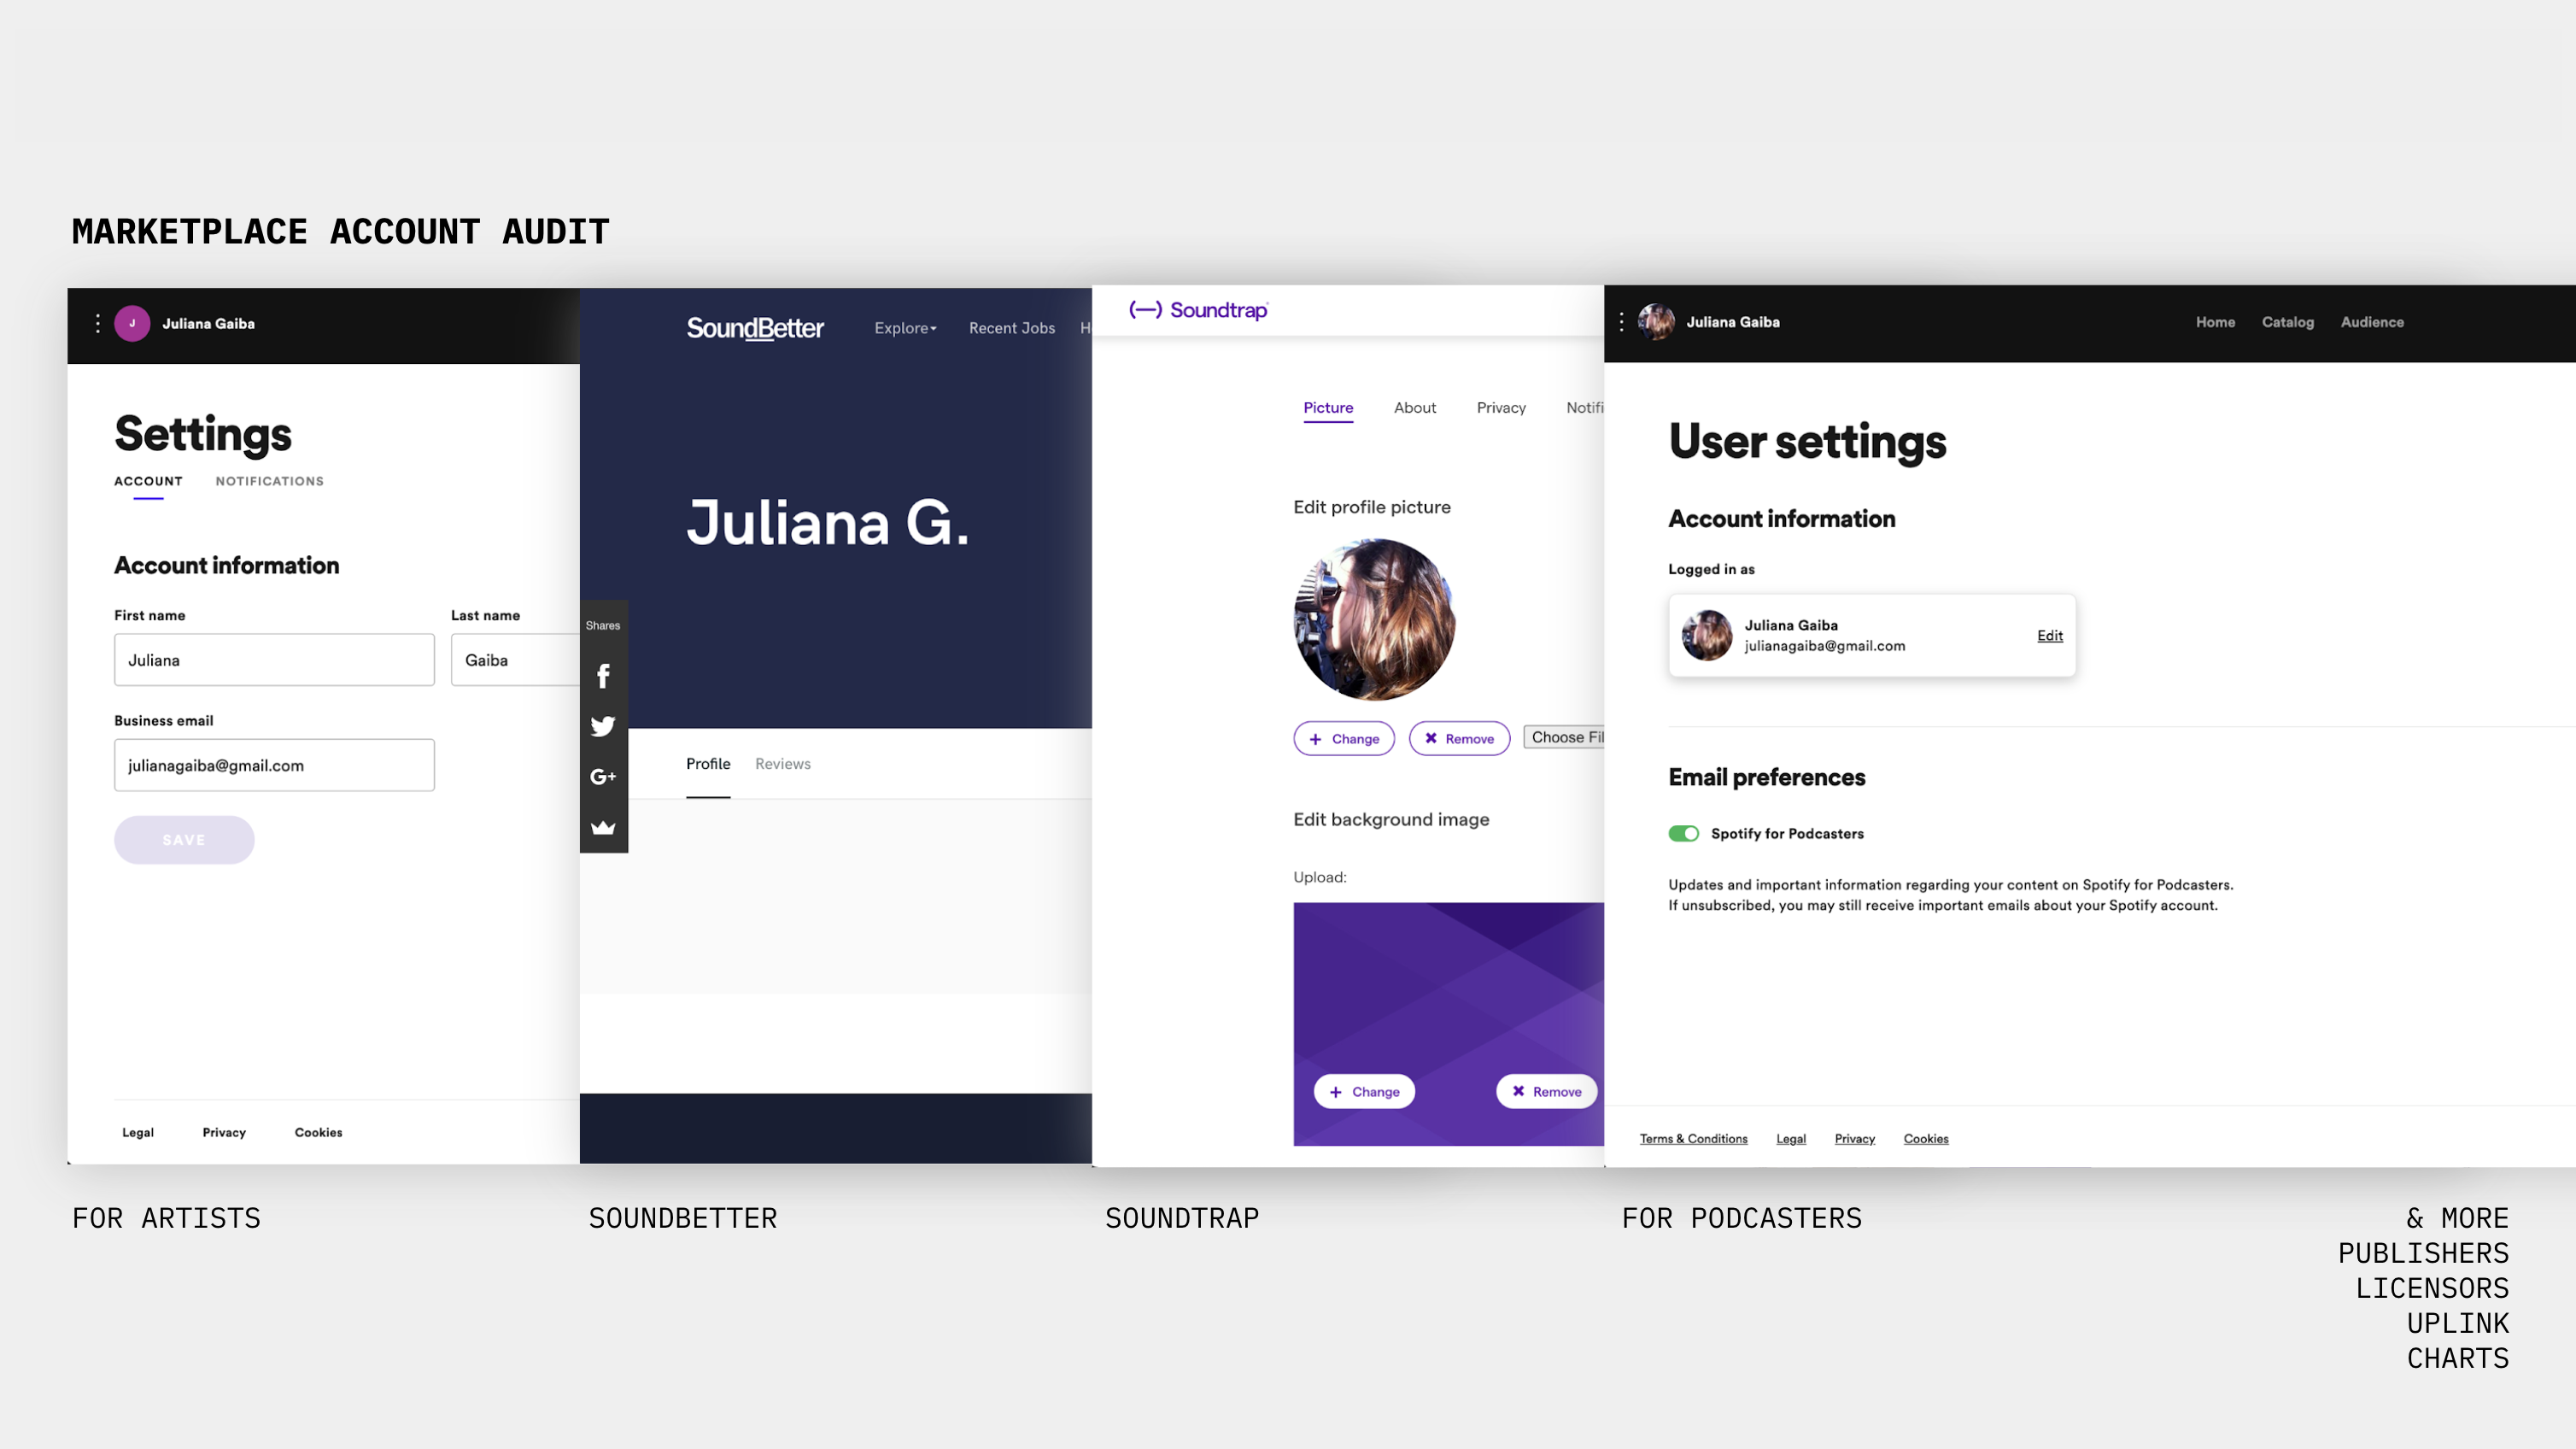 MARKETPLACE ACCOUNT AUDIT
J Juliana Gaiba
Settings
ACCOUNT NOTIFICATIONS
Account information
First name Last name
Juliana Gaiba
Business email
julianagaiba@gmail.com
SAVE
Legal Privacy Cookies
FOR ARTISTS
SoundBetter Explore Recent Jobs H
Juliana G.
Shares
G+
Profile Reviews
SOUNDBETTER
Soundtrap
Picture About Privacy Notifi
Edit profile picture
Change Remove Choose Fil
Edit background image
Upload:
Change Remove
SOUNDTRAP
Juliana Gaiba Home Catalog Audience
User settings
Account information
Logged in as
Juliana Gaiba
julianagaiba@gmail.com
Edit
Email preferences
Spotify for Podcasters
Updates and important information regarding your content on Spotify for Podcasters.
If unsubscribed, you may still receive important emails about your Spotify account.
Terms & Conditions Legal Privacy Cookies
FOR PODCASTERS
& MORE
PUBLISHERS
LICENSORS
UPLINK
CHARTS